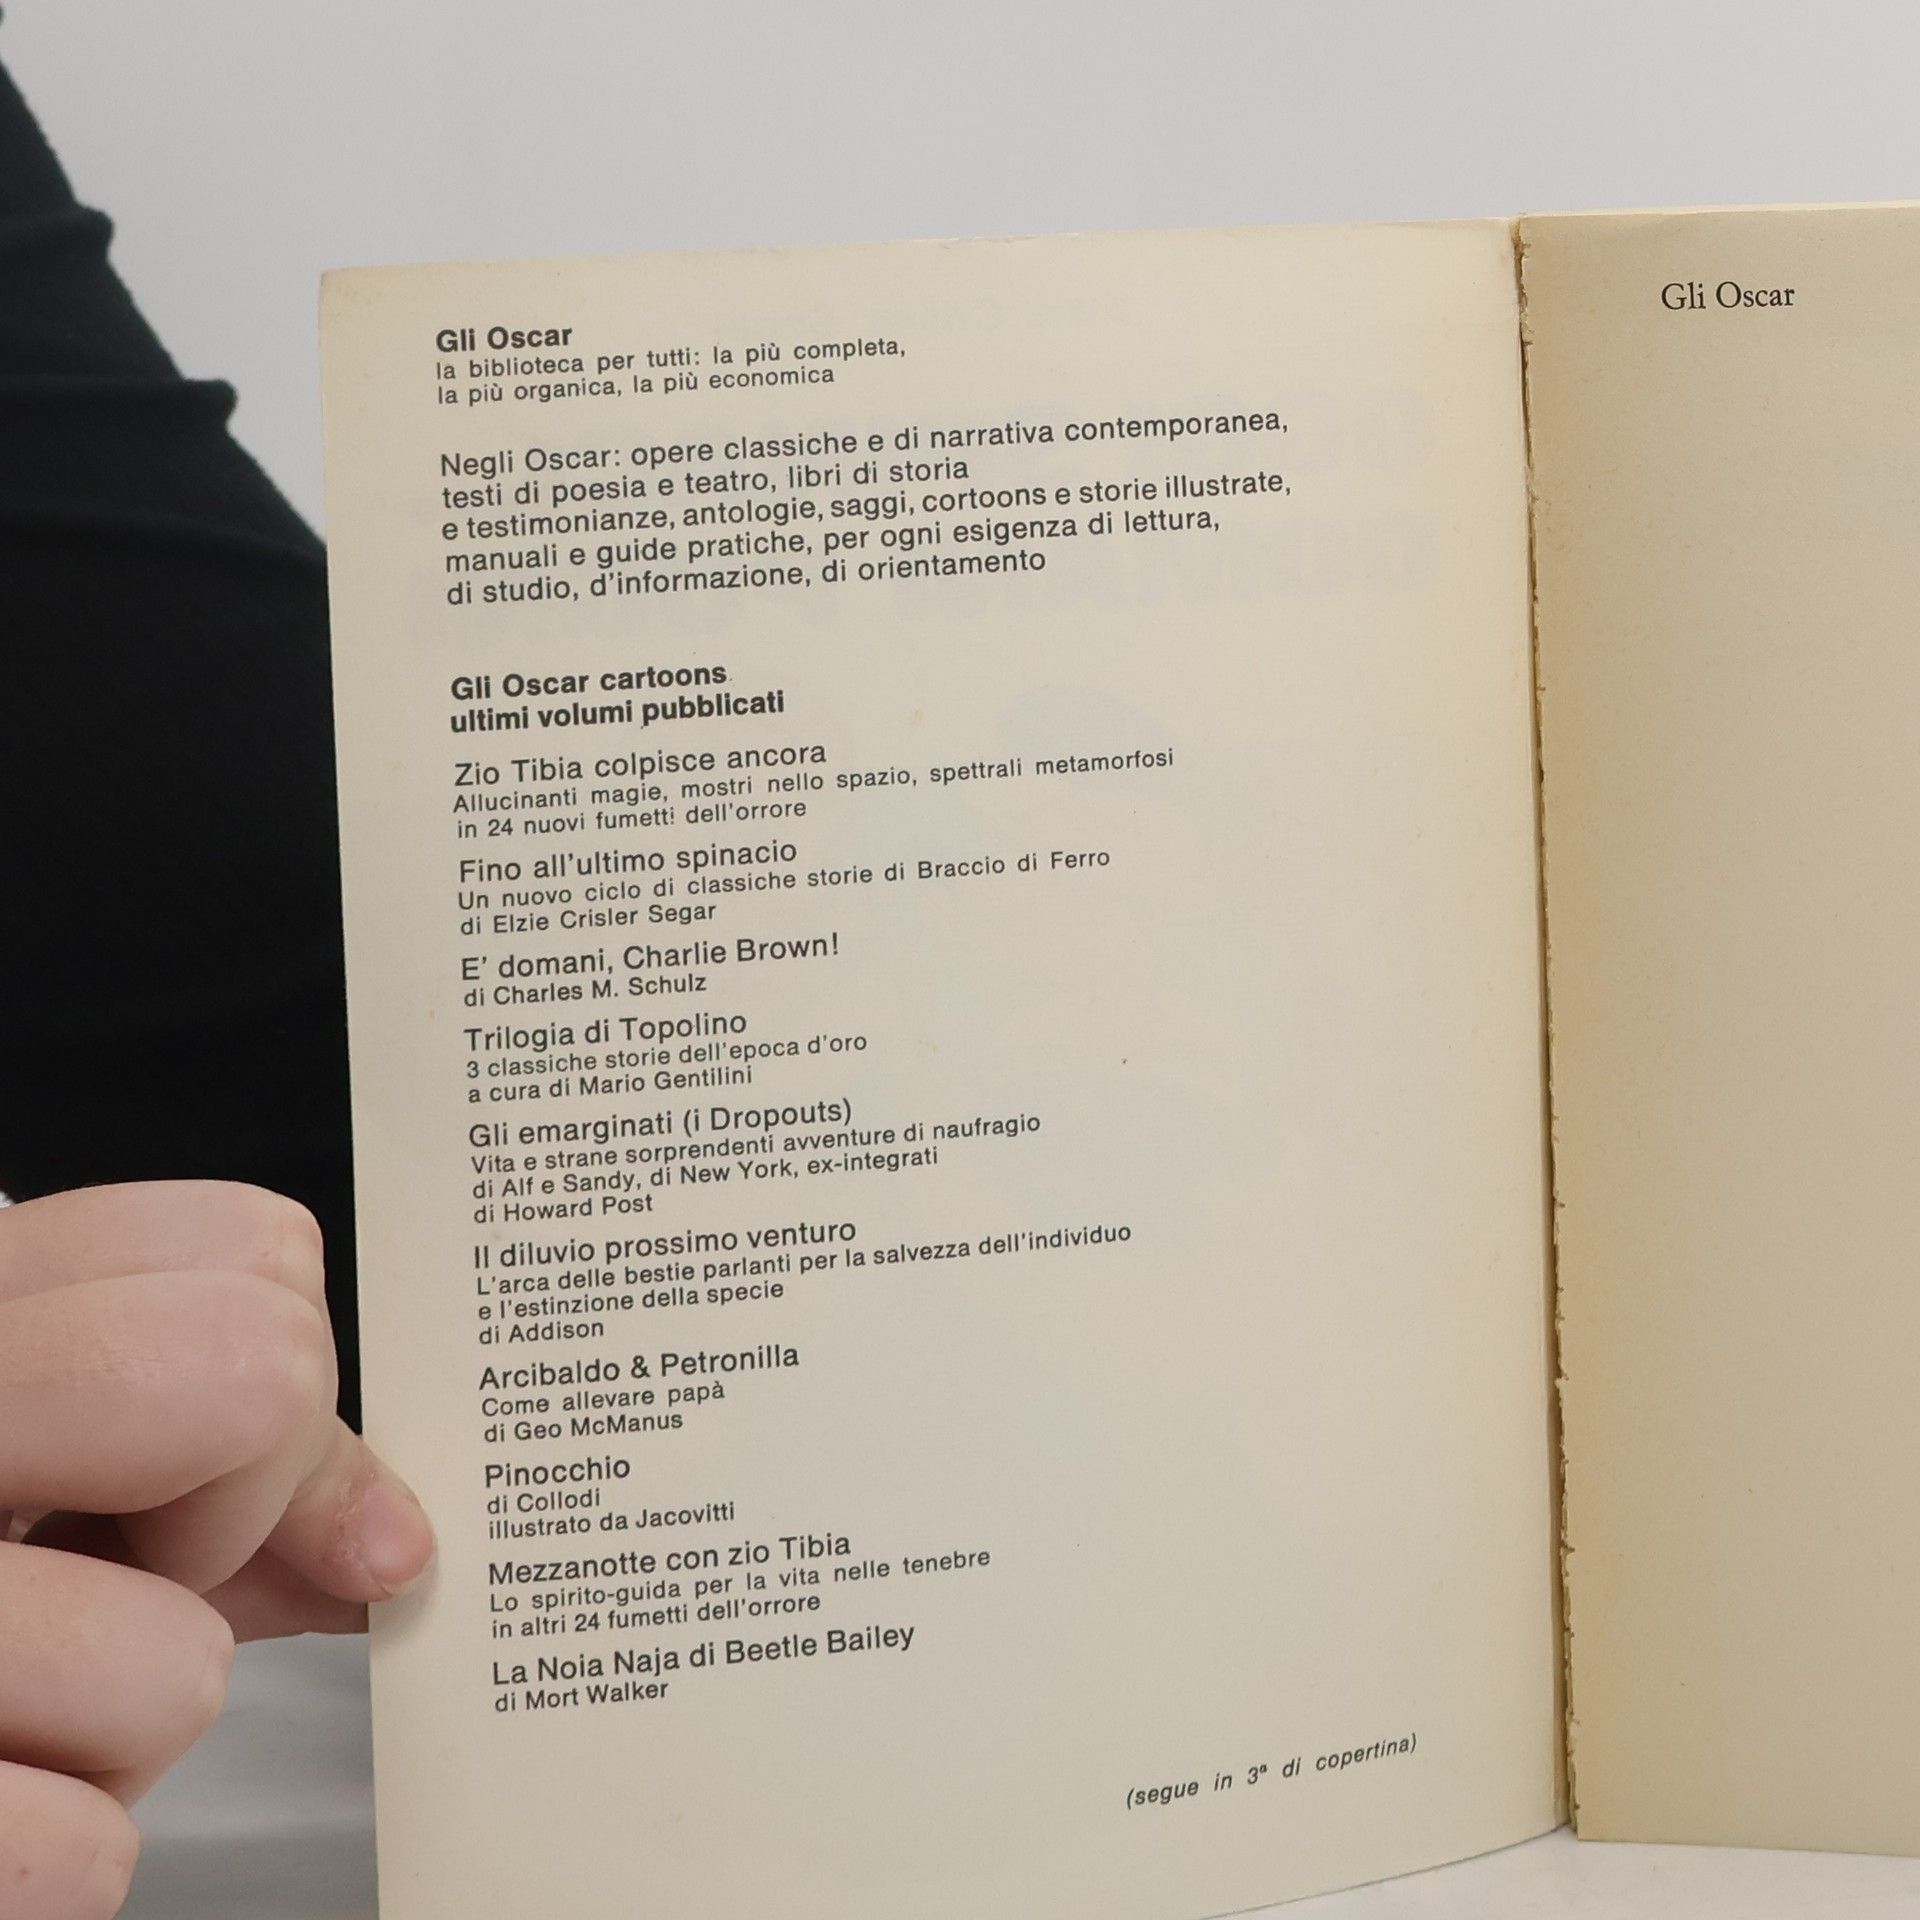 Gli Oscar
la biblioteca per tutti: la più completa,
la più organica, la più economica
Negli Oscar: opere classiche e di narrativa contemporanea,
testi di poesia e teatro, libri di storia
e testimonianze, antologie, saggi, cortoons e storie illustrate,
manuali e guide pratiche, per ogni esigenza di lettura,
di studio, d'informazione, di orientamento
Gli Oscar cartoons
ultimi volumi pubblicati
Zio Tibia colpisce ancora
Allucinanti magie, mostri nello spazio, spettrali metamorfosi
in 24 nuovi fumetti dell'orrore
Fino all'ultimo spinacio
Un nuovo ciclo di classiche storie di Braccio di Ferro
di Elzie Crisler Segar
E' domani, Charlie Brown!
di Charles M. Schulz
Trilogia di Topolino
3 classiche storie dell'epoca d'oro
a cura di Mario Gentilini
Gli emarginati (i Dropouts)
Vita e strane sorprendenti avventure di naufragio
di Alf e Sandy, di New York, ex-integrati
di Howard Post
Il diluvio prossimo venturo
L'arca delle bestie parlanti per la salvezza dell'individuo
e l'estinzione della specie
di Addison
Arcibaldo & Petronilla
Come allevare papà
di Geo McManus
Pinocchio
di Collodi
illustrato da Jacovitti
Mezzanotte con zio Tibia
Lo spirito-guida per la vita nelle tenebre
in altri 24 fumetti dell'orrore
La Noia Naja di Beetle Bailey
di Mort Walker
(segue in 3ª di copertina)
Gli Oscar